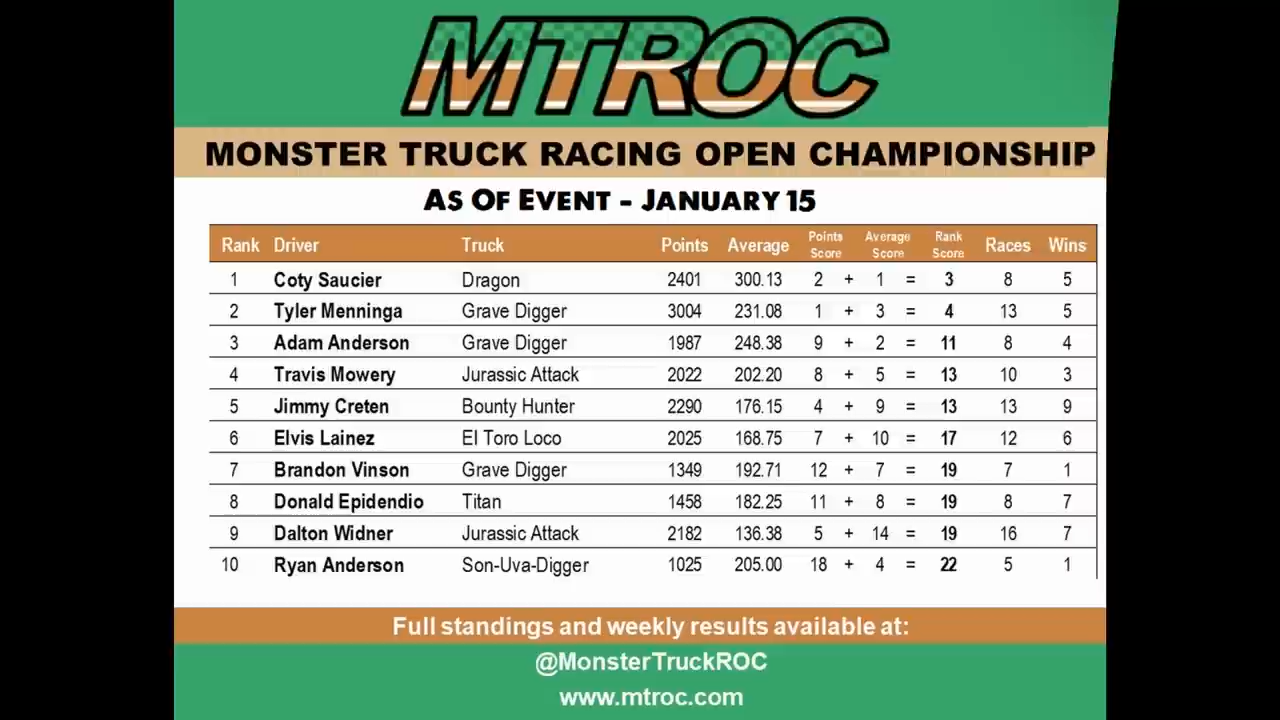 MTROC
MONSTER TRUCK RACING OPEN CHAMPIONSHIP
AS OF EVENT - JANUARY 15
Rank Driver Truck Points Average Points Score Average Score Rank Score Races Wins
1 Coty Saucier Dragon 2401 300.13 2 + 1 = 3 8 5
2 Tyler Menninga Grave Digger 3004 231.08 1 + 3 = 4 13 5
3 Adam Anderson Grave Digger 1987 248.38 9 + 2 = 11 8 4
4 Travis Mowery Jurassic Attack 2022 202.20 8 + 5 = 13 10 3
5 Jimmy Creten Bounty Hunter 2290 176.15 4 + 9 = 13 13 9
6 Elvis Lainez El Toro Loco 2025 168.75 7 + 10 = 17 12 6
7 Brandon Vinson Grave Digger 1349 192.71 12 + 7 = 19 7 1
8 Donald Epidendio Titan 1458 182.25 11 + 8 = 19 8 7
9 Dalton Widner Jurassic Attack 2182 136.38 5 + 14 = 19 16 7
10 Ryan Anderson Son-Uva-Digger 1025 205.00 18 + 4 = 22 5 1
Full standings and weekly results available at:
@MonsterTruckROC
www.mtroc.com